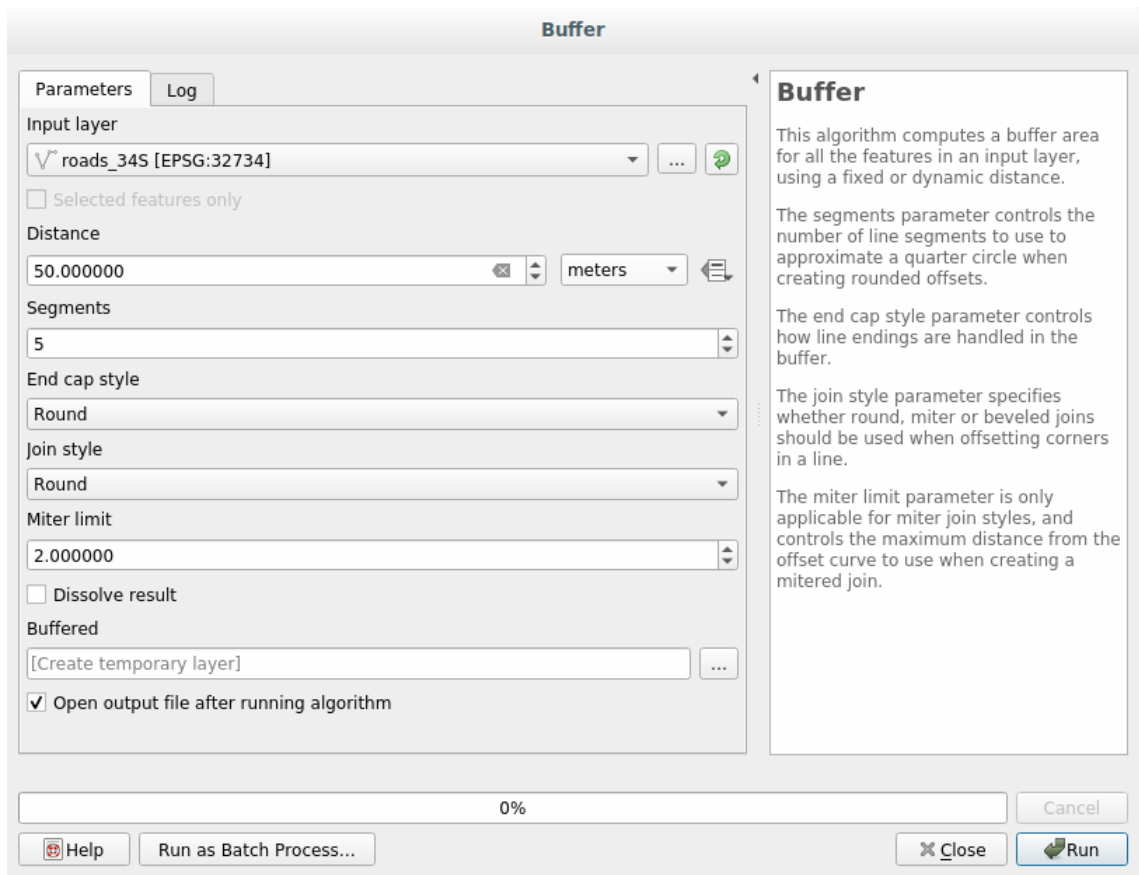 Buffer
Parameters
Log
Input layer
roads_34S [EPSG:32734]
...
Selected features only
Distance
50.000000
meters
Segments
5
End cap style
Round
Join style
Round
Miter limit
2.000000
Dissolve result
Buffered
[Create temporary layer]
...
Open output file after running algorithm
Buffer
This algorithm computes a buffer area
for all the features in an input layer,
using a fixed or dynamic distance.
The segments parameter controls the
number of line segments to use to
approximate a quarter circle when
creating rounded offsets.
The end cap style parameter controls
how line endings are handled in the
buffer.
The join style parameter specifies
whether round, miter or beveled joins
should be used when offsetting corners
in a line.
The miter limit parameter is only
applicable for miter join styles, and
controls the maximum distance from the
offset curve to use when creating a
mitered join.
0%
Cancel
Help
Run as Batch Process...
Close
Run